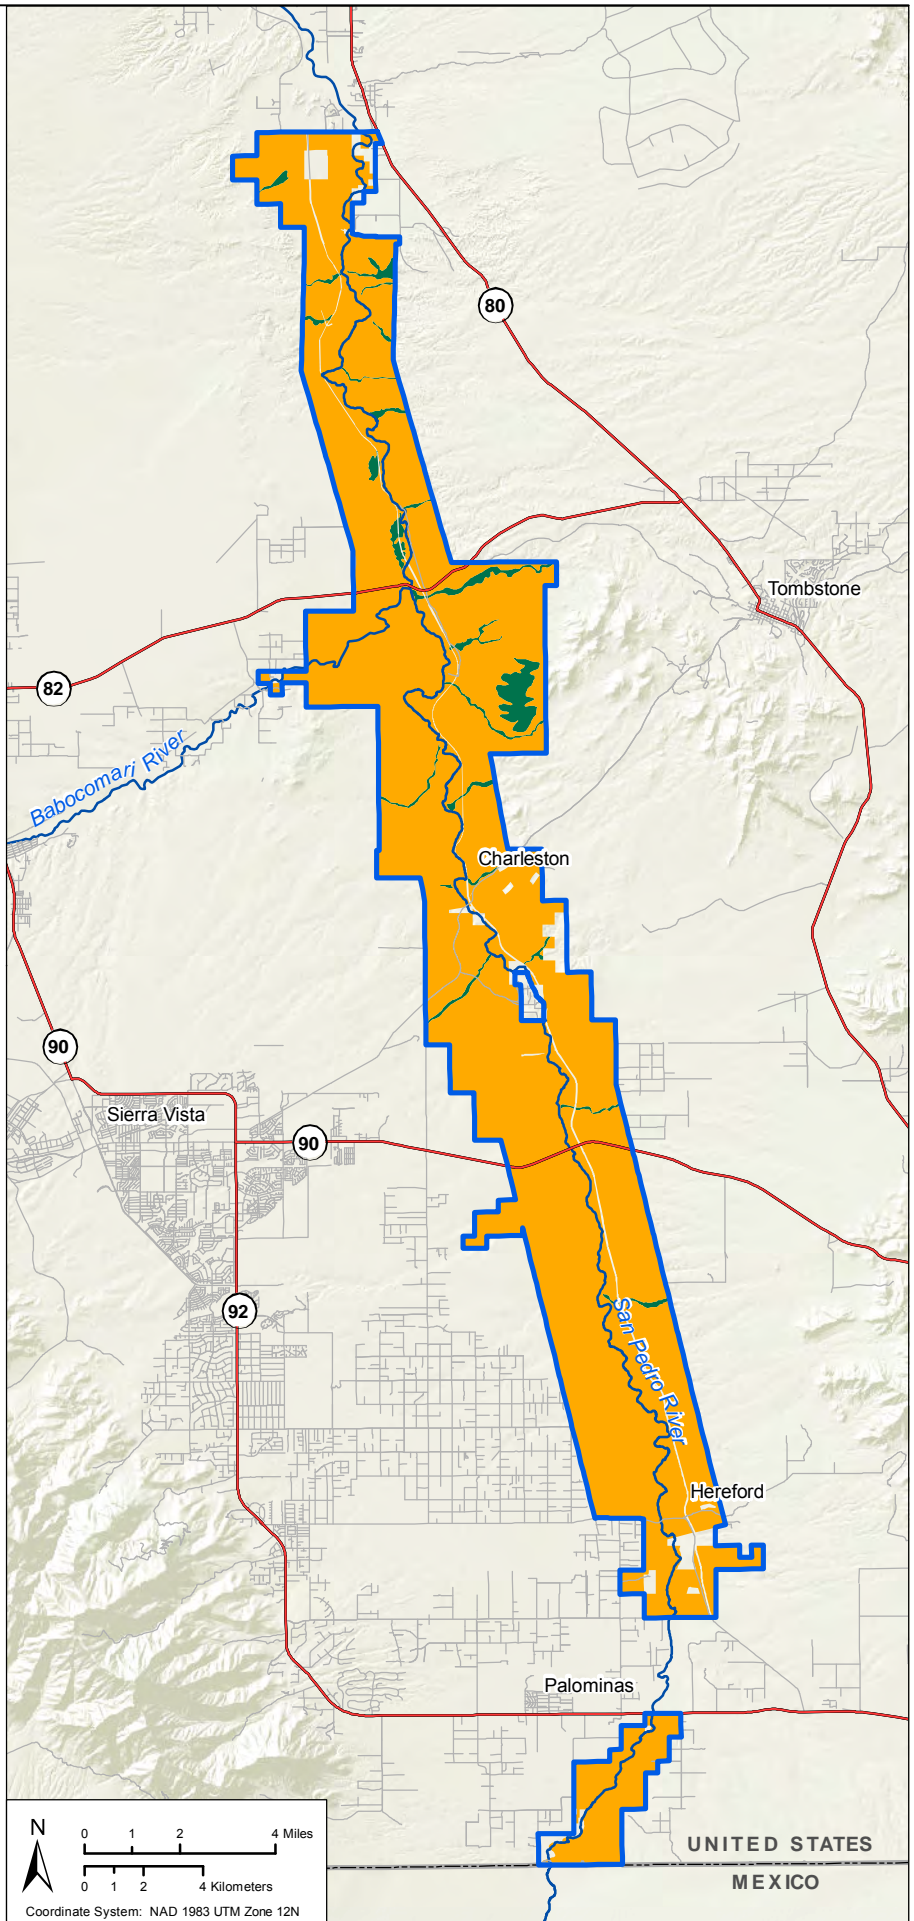 80
Tombstone
82
Babocomari River
Charleston
90
Sierra Vista
90
92
San Pedro River
Hereford
Palominas
UNITED STATES
MEXICO
N
0 1 2 4 Miles
0 1 2 4 Kilometers
Coordinate System: NAD 1983 UTM Zone 12N